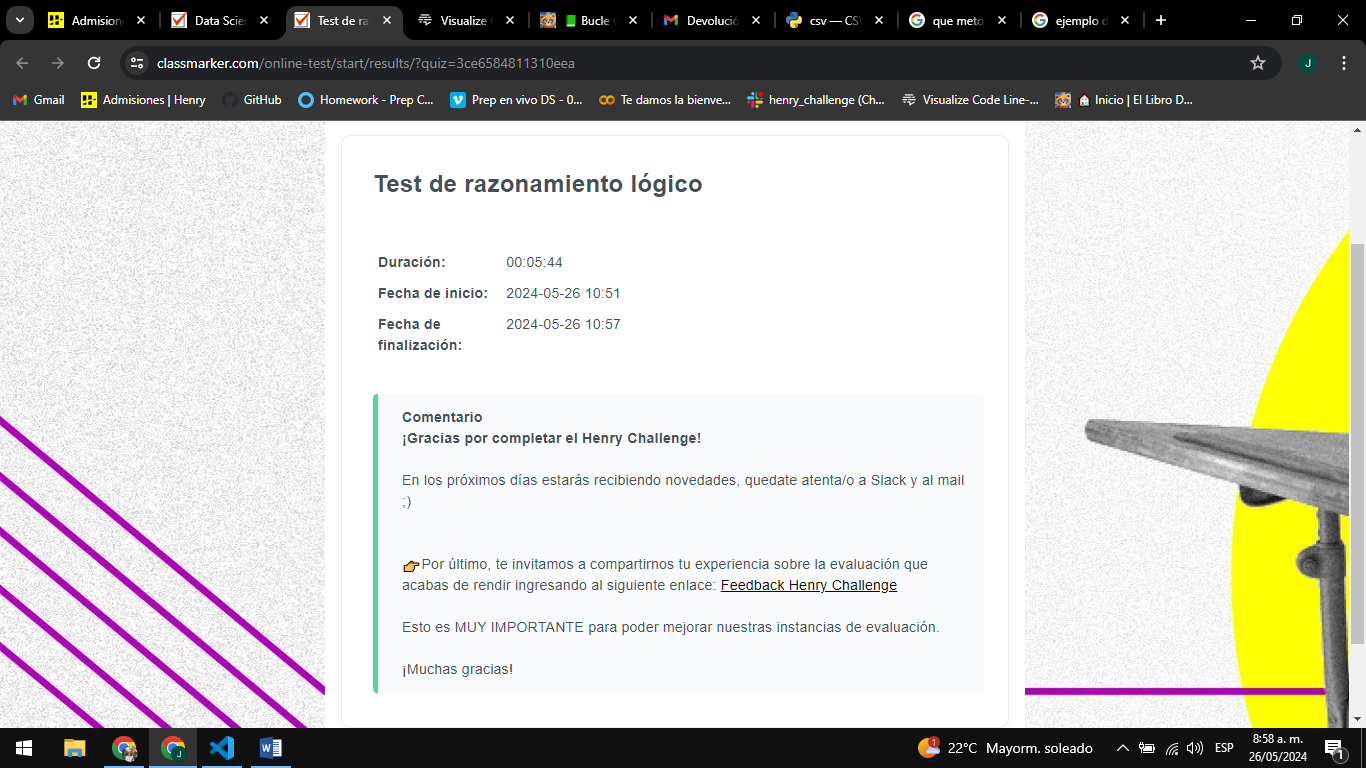 Admision
Data Scien
Test de ra
Visualize
Bucle
Devolució
csv — CS
que meto
ejemplo
classmarker.com/online-test/start/results/?quiz=3ce6584811310eea
J
Gmail
Admisiones | Henry
GitHub
Homework - Prep C...
Prep en vivo DS - 0...
Te damos la bienve...
henry_challenge (Ch...
Visualize Code Line-...
Inicio | El Libro D...
Test de razonamiento lógico
Duración: 00:05:44
Fecha de inicio: 2024-05-26 10:51
Fecha de 2024-05-26 10:57
finalización:
Comentario
¡Gracias por completar el Henry Challenge!
En los próximos días estarás recibiendo novedades, quedate atenta/o a Slack y al mail
;)
👉Por último, te invitamos a compartirnos tu experiencia sobre la evaluación que
acabas de rendir ingresando al siguiente enlace: Feedback Henry Challenge
Esto es MUY IMPORTANTE para poder mejorar nuestras instancias de evaluación.
¡Muchas gracias!
J
1
22°C Mayorm. soleado
ESP
8:58 a. m.
26/05/2024
1